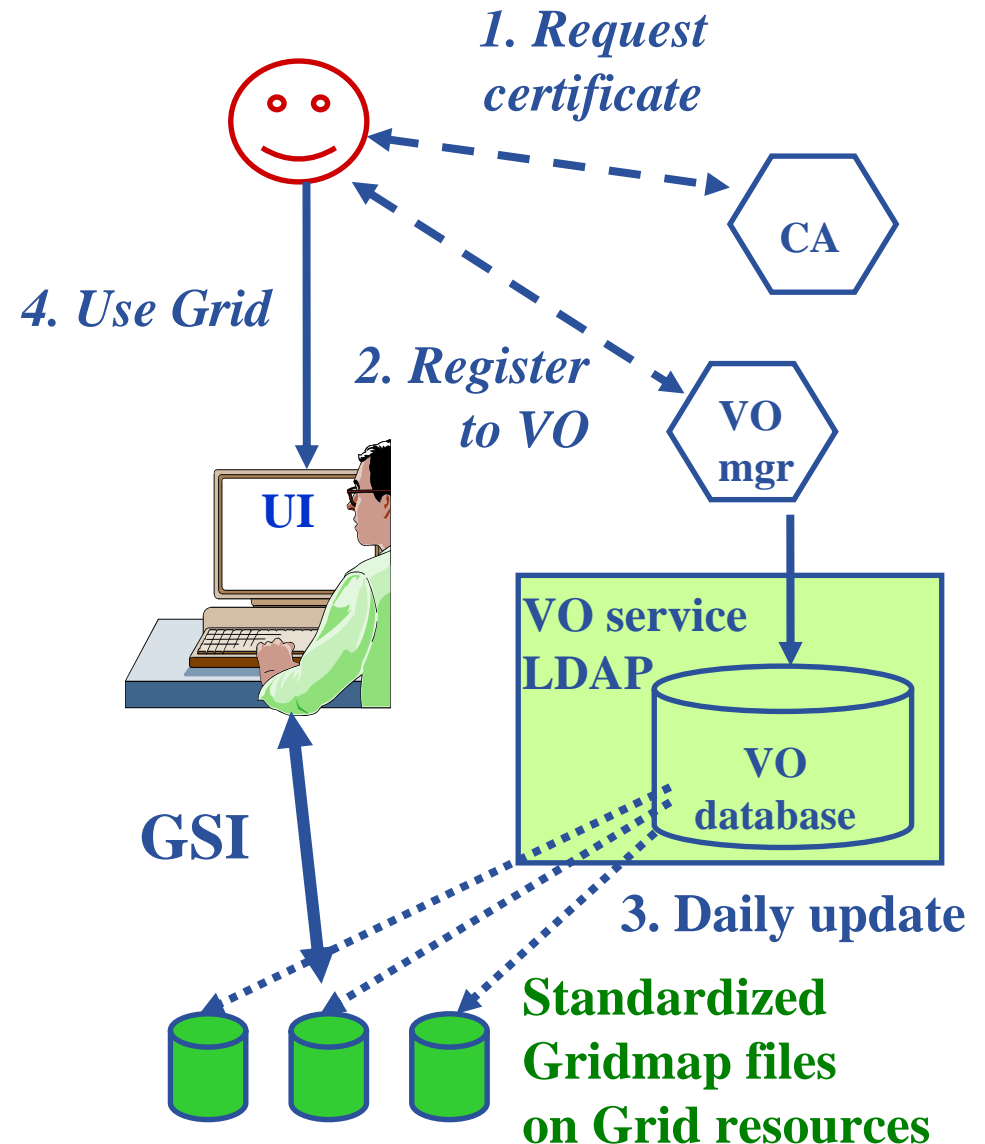 1. Request
certificate
CA
4. Use Grid
2. Register
to VO
VO
mgr
UI
VO service
LDAP
VO
database
GSI
3. Daily update
Standardized
Gridmap files
on Grid resources